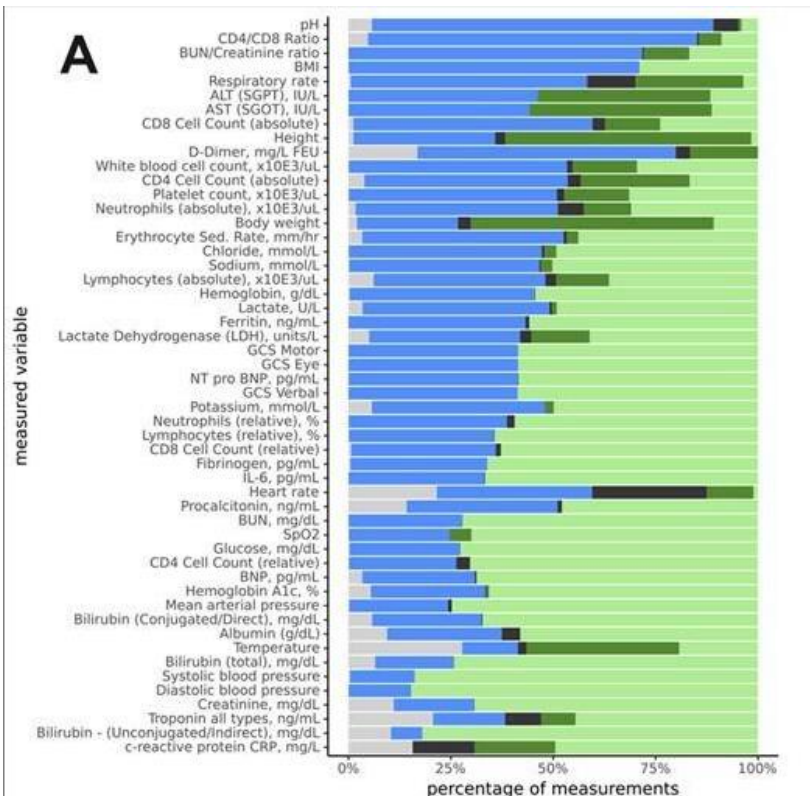 A
measured variable
pH
CD4/CD8 Ratio
BUN/Creatinine ratio
BMI
Respiratory rate
ALT (SGPT), IU/L
AST (SGOT), IU/L
CD8 Cell Count (absolute)
Height
D-Dimer, mg/L FEU
White blood cell count, x10E3/uL
CD4 Cell Count (absolute)
Platelet count, x10E3/uL
Neutrophils (absolute), x10E3/uL
Body weight
Erythrocyte Sed. Rate, mm/hr
Chloride, mmol/L
Sodium, mmol/L
Lymphocytes (absolute), x10E3/uL
Hemoglobin, g/dL
Lactate, U/L
Ferritin, ng/mL
Lactate Dehydrogenase (LDH), units/L
GCS Motor
GCS Eye
NT pro BNP, pg/mL
GCS Verbal
Potassium, mmol/L
Neutrophils (relative), %
Lymphocytes (relative), %
CD8 Cell Count (relative)
Fibrinogen, pg/mL
IL-6, pg/mL
Heart rate
Procalcitonin, ng/mL
BUN, mg/dL
SpO2
Glucose, mg/dL
CD4 Cell Count (relative)
BNP, pg/mL
Hemoglobin A1c, %
Mean arterial pressure
Bilirubin (Conjugated/Direct), mg/dL
Albumin (g/dL)
Temperature
Bilirubin (total), mg/dL
Systolic blood pressure
Diastolic blood pressure
Creatinine, mg/dL
Troponin all types, ng/mL
Bilirubin - (Unconjugated/Indirect), mg/dL
c-reactive protein CRP, mg/L
0% 25% 50% 75% 100%
percentage of measurements